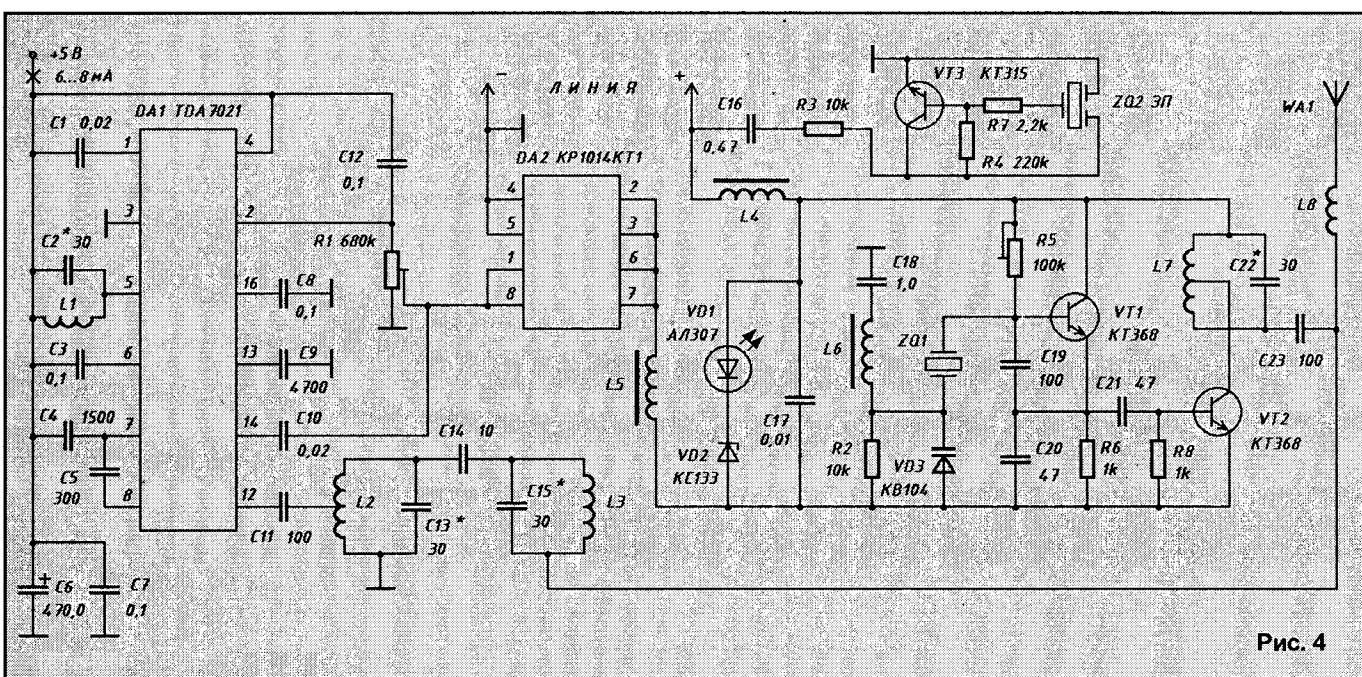 +5 В
6...8 мА
DA1 TDA7021
C1 0,02
1
4
C12
0,1
3
2
C2* 30
R1 680k
5
L1
16
C8
0,1
C3
0,1
6
13
C9
4700
C4 1500
7
14
C10
0,02
C5
300
8
12
C11 100
L2
C13*
30
C14 10
C15*
30
L3
+
C6
470,0
C7
0,1
-
ЛИНИЯ
+
DA2 КР1014КТ1
4
2
5
3
1
6
8
7
L5
C16
0,47
R3 10k
L4
VT3 КТ315
R7 2,2k
R4 220k
ZQ2 ЗП
WA1
L8
VD1
АЛ307
VD2
КС133
C17
0,01
C18
1,0
L6
R2
10k
ZQ1
VD3
КВ104
R5
100k
VT1
КТ368
C19
100
C21 47
C20
47
R6
1k
R8
1k
L7
C22*
30
C23 100
VT2
КТ368
Рис. 4